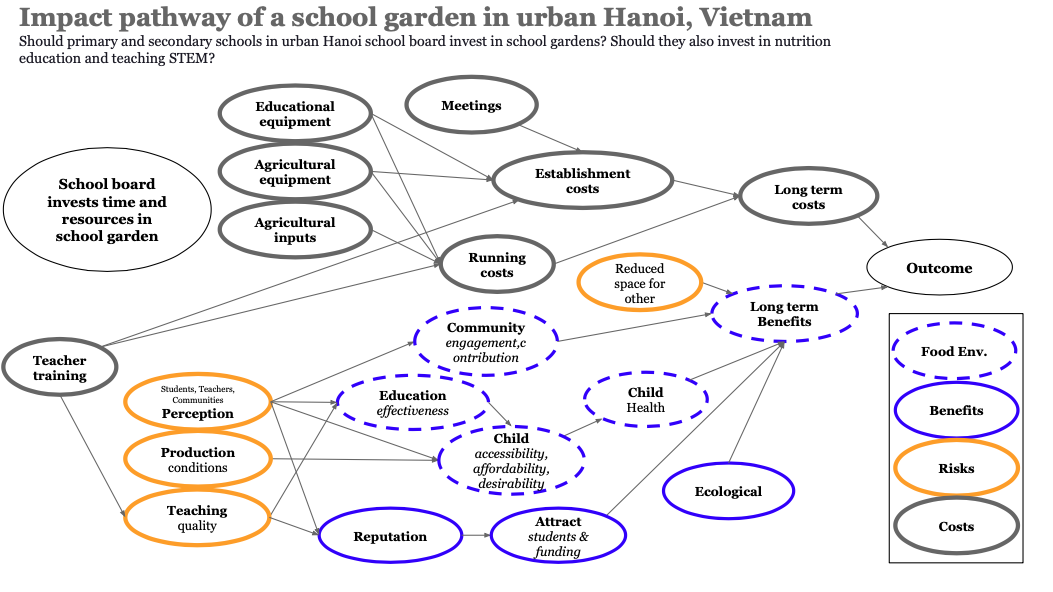 Impact pathway of a school garden in urban Hanoi, Vietnam
Should primary and secondary schools in urban Hanoi school board invest in school gardens? Should they also invest in nutrition
education and teaching STEM?
Educational
equipment
Meetings
Agricultural
equipment
Establishment
costs
School board
invests time and
resources in
school garden
Long term
costs
Agricultural
inputs
Running
costs
Outcome
Reduced
space for
other
Long term
Benefits
Community
engagement,c
ontribution
Teacher
training
Food Env.
Students, Teachers,
Communities
Perception
Education
effectiveness
Child
Health
Benefits
Production
conditions
Child
accessibility,
affordability,
desirability
Risks
Ecological
Teaching
quality
Reputation
Attract
students &
funding
Costs